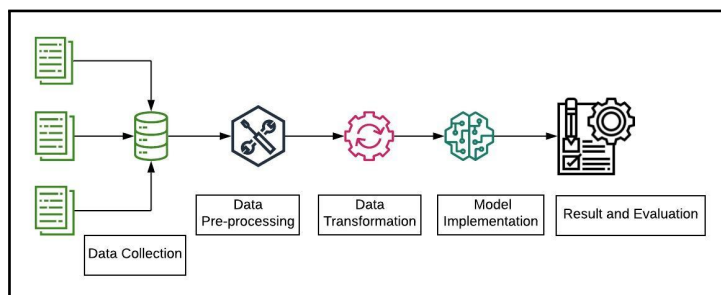 Data
Pre-processing
Data
Transformation
Model
Implementation
Result and Evaluation
Data Collection